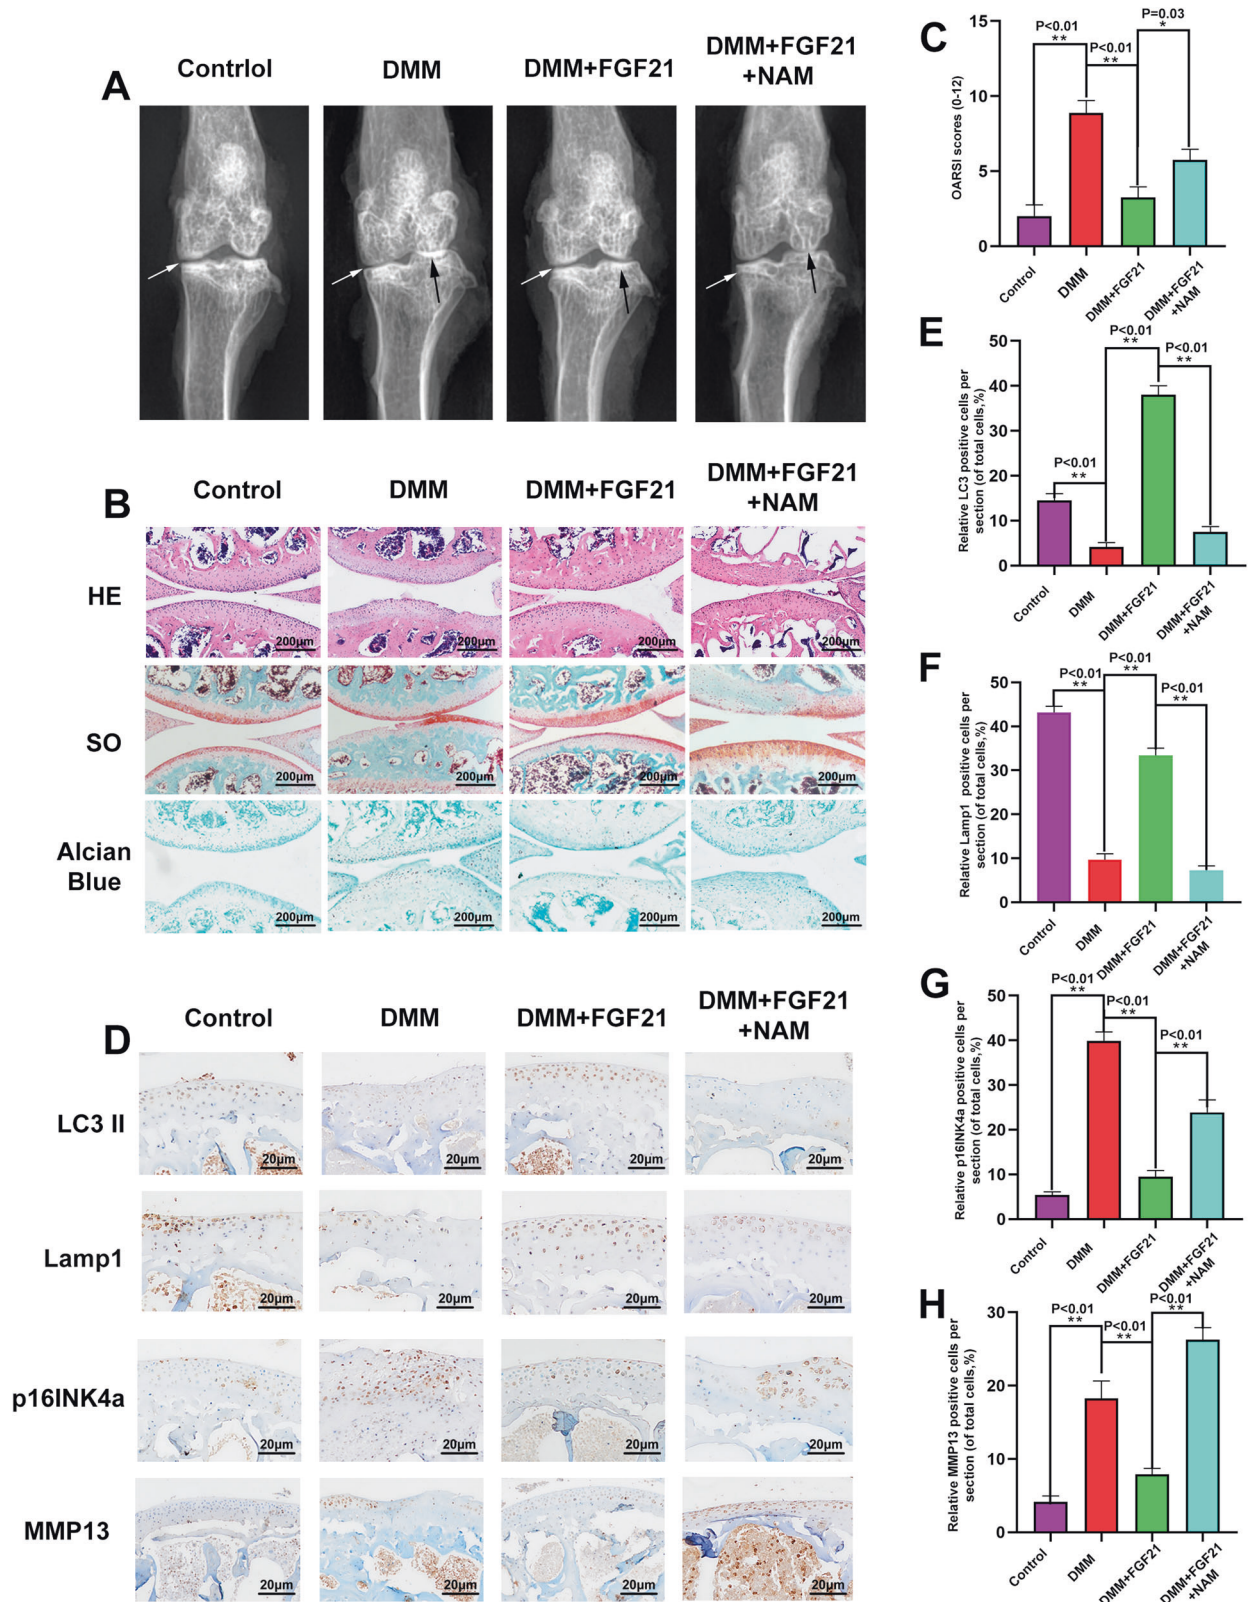 A
Contrlol
DMM
DMM+FGF21
DMM+FGF21
+NAM
B
Control
DMM
DMM+FGF21
DMM+FGF21
+NAM
HE
200μm
200μm
200μm
200μm
SO
200μm
200μm
200μm
200μm
Alcian
Blue
200μm
200μm
200μm
200μm
C
OARSI scores (0-12)
15
10
5
0
P<0.01
**
P<0.01
**
P=0.03
*
Control
DMM
DMM+FGF21
DMM+FGF21
+NAM
D
Control
DMM
DMM+FGF21
DMM+FGF21
+NAM
LC3 II
20μm
20μm
20μm
20μm
Lamp1
20μm
20μm
20μm
20μm
p16INK4a
20μm
20μm
20μm
20μm
MMP13
20μm
20μm
20μm
20μm
E
Relative LC3 positive cells per
section (of total cells,%)
50
40
30
20
10
0
P<0.01
**
P<0.01
**
P<0.01
**
Control
DMM
DMM+FGF21
DMM+FGF21
+NAM
F
Relative Lamp1 positive cells per
section (of total cells,%)
50
40
30
20
10
0
P<0.01
**
P<0.01
**
P<0.01
**
Control
DMM
DMM+FGF21
DMM+FGF21
+NAM
G
Relative p16INK4a positive cells per
section (of total cells,%)
50
40
30
20
10
0
P<0.01
**
P<0.01
**
P<0.01
**
Control
DMM
DMM+FGF21
DMM+FGF21
+NAM
H
Relative MMP13 positive cells per
section (of total cells,%)
30
20
10
0
P<0.01
**
P<0.01
**
P<0.01
**
Control
DMM
DMM+FGF21
DMM+FGF21
+NAM